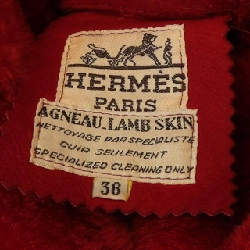 HERMÈS
PARIS
AGNEAU, LAMB SKIN
NETTOYAGE PAR SPECIALISTE
CUIR SEULEMENT
SPECIALIZED CLEANING ONLY
36